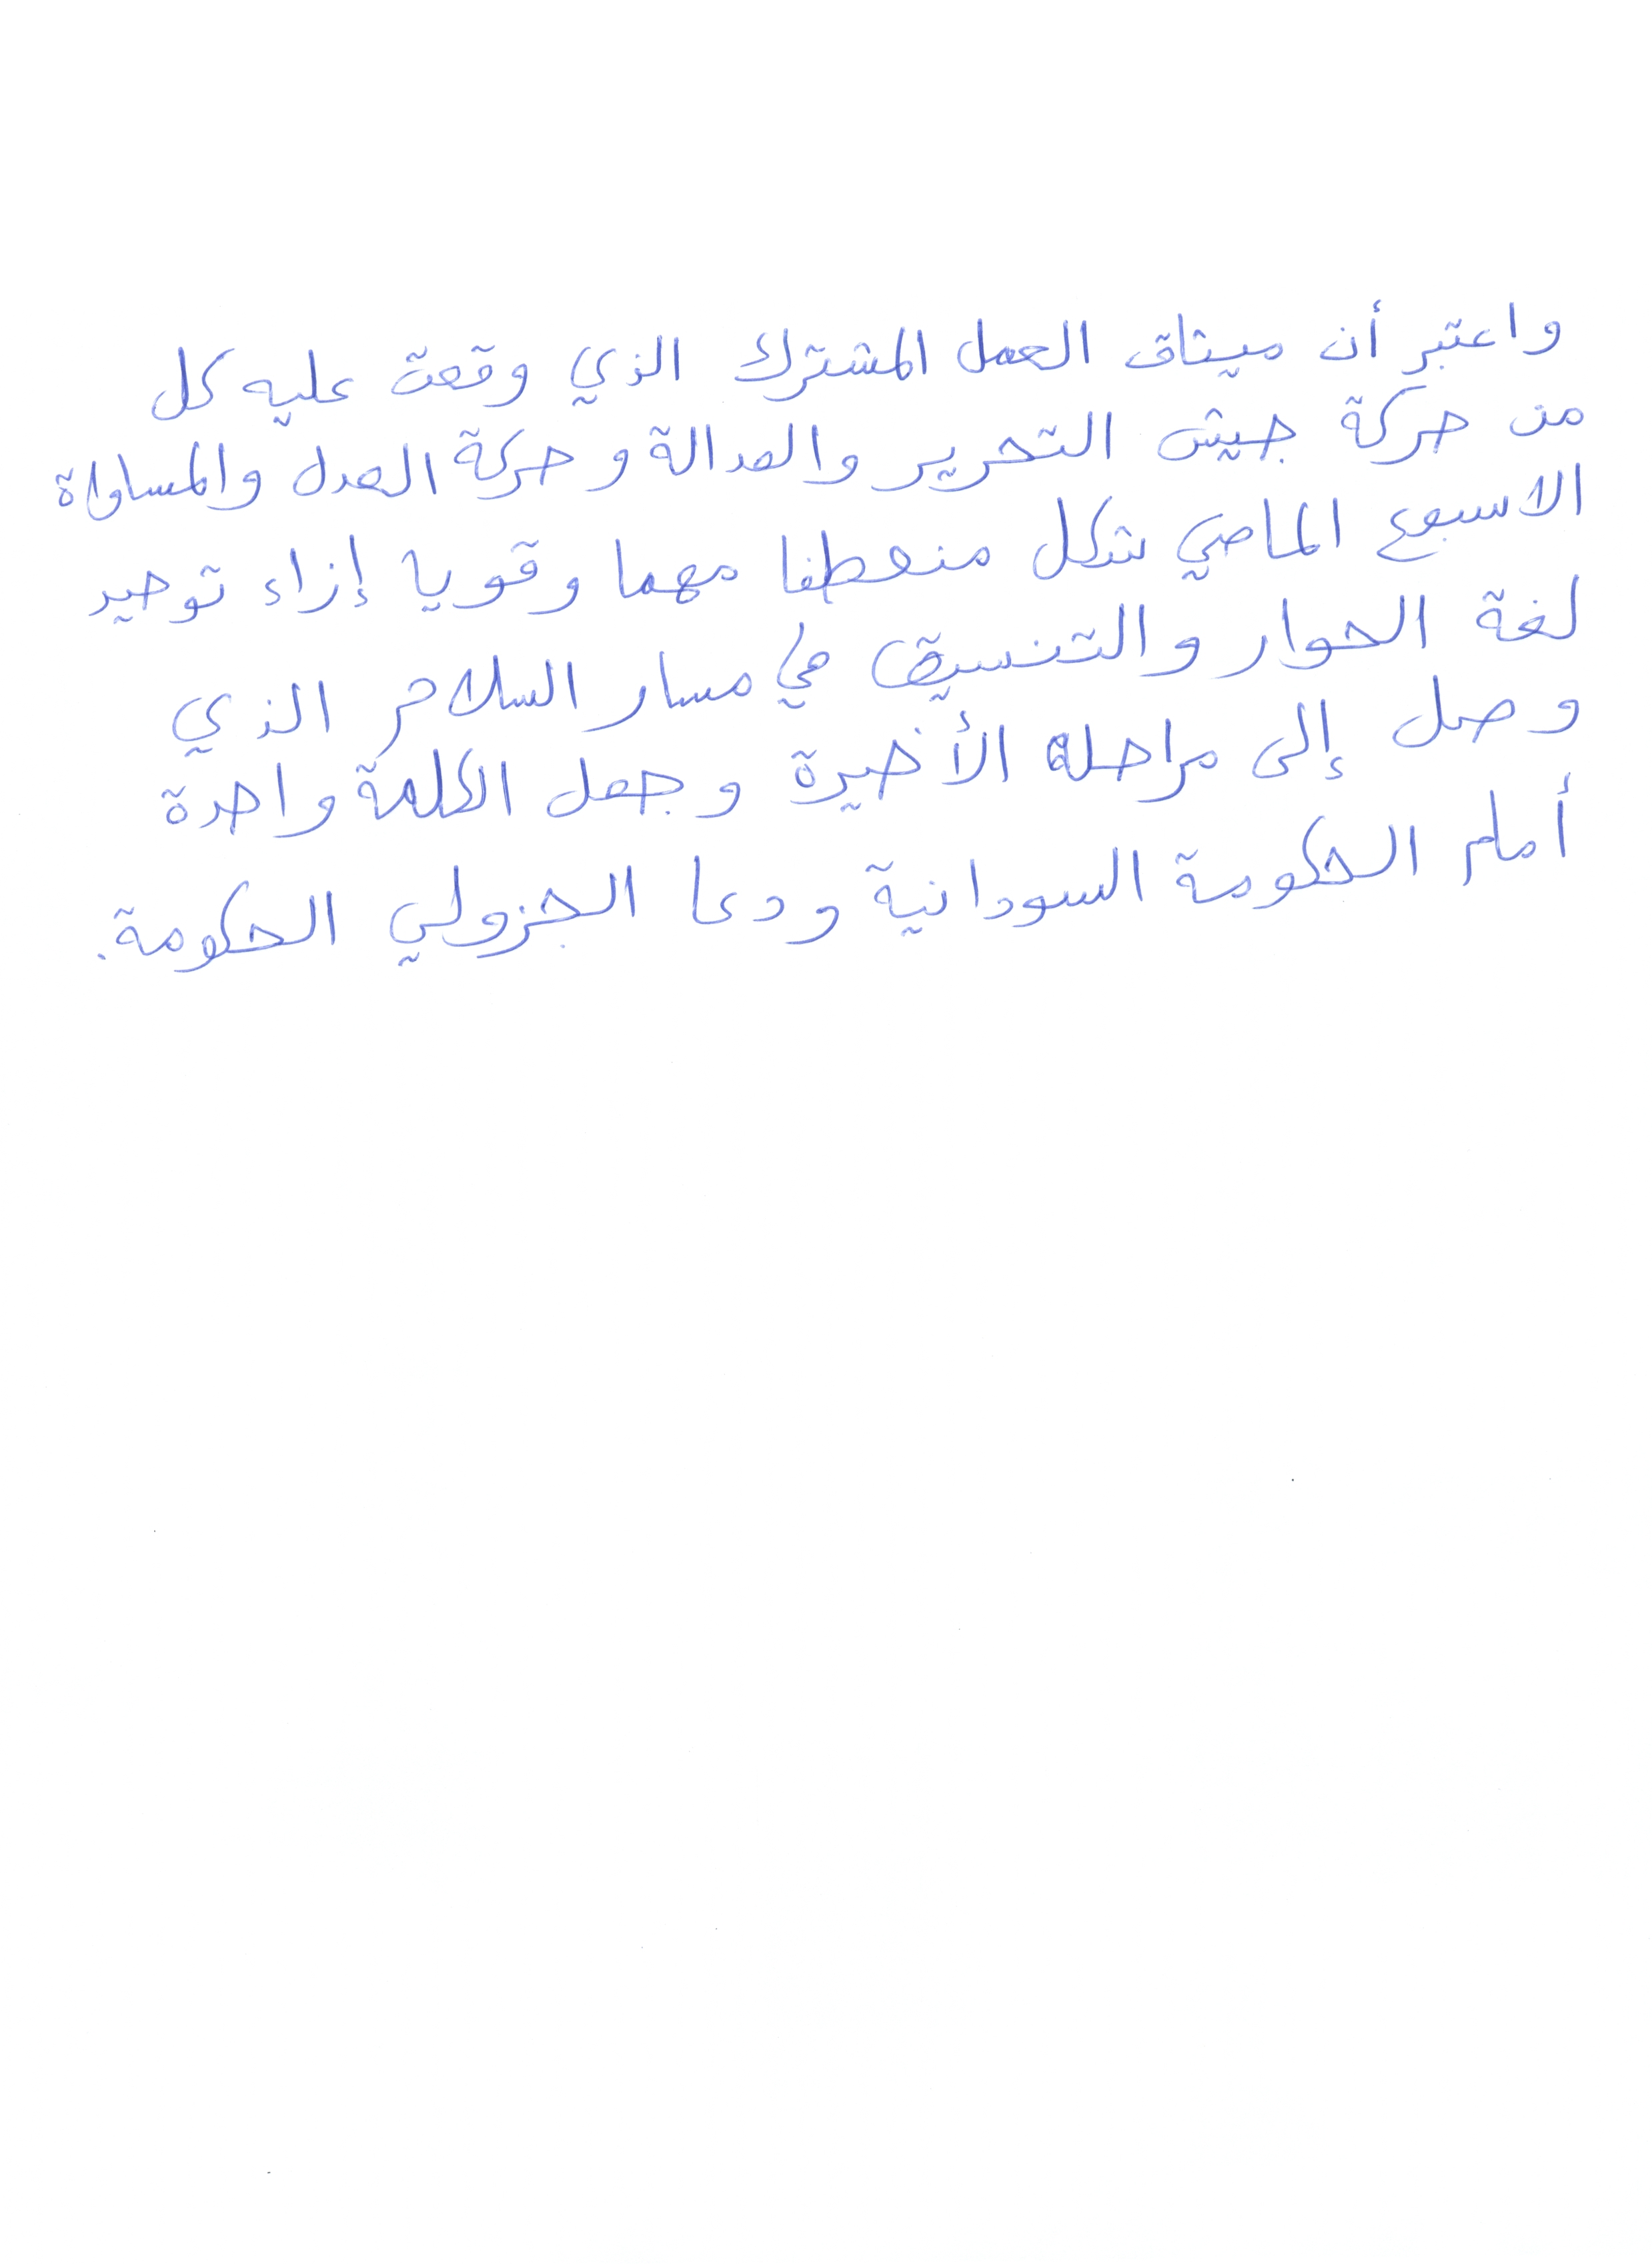 واعتبر أن ميثاق العمل المشترك الذي وقعت عليه كل
من حركة جيش التحرير والعدالة وحركة العدل والمساواة
الاسبوع الماضي شكل منعطفا مهما وقويا إزاء توحيد
لغة الحوار والتنسيق في مسار السلام الذي
وصل إلى مراحله الأخيرة وجعل الكلمة واحدة
أمام الحكومة السودانية ودعا الجزولي الحكومة.